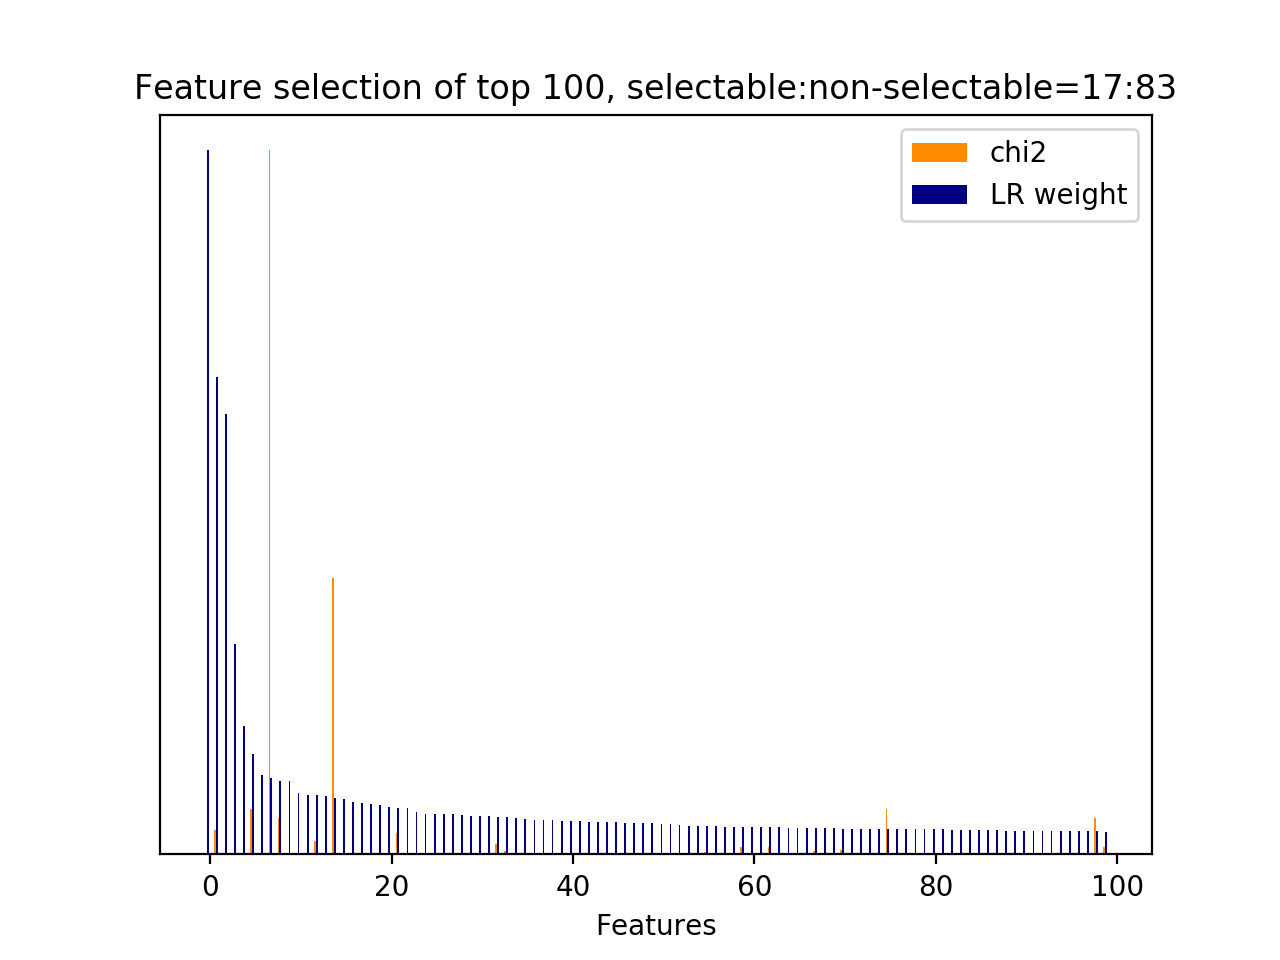 Feature selection of top 100, selectable:non-selectable=17:83
chi2
LR weight
0 20 40 60 80 100
Features